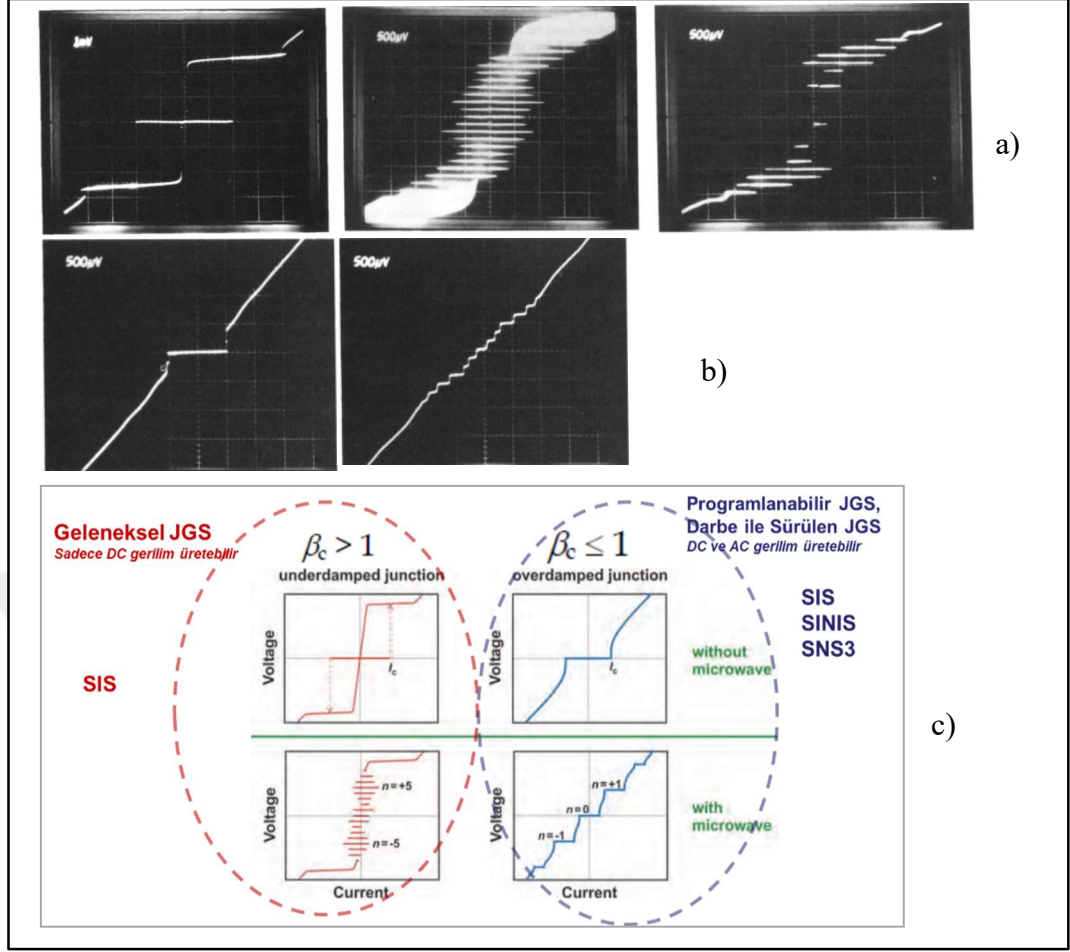 1mV
500µV
500µV
a)
500µV
500µV
b)
Geleneksel JGS
Sadece DC gerilim üretebilir
βc > 1
underdamped junction
βc ≤ 1
overdamped junction
Programlanabilir JGS,
Darbe ile Sürülen JGS
DC ve AC gerilim üretebilir
SIS
SIS
SINIS
SNS3
Voltage
Ic
Voltage
Ic
without
microwave
c)
Voltage
n=+5
n=-5
Current
Voltage
n=+1
n=0
n=-1
Current
with
microwave